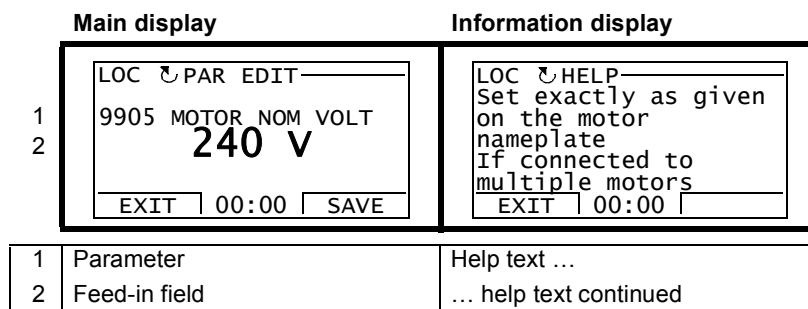 Main display Information display
LOC ↻ PAR EDIT
1 9905 MOTOR NOM VOLT
2 240 V
EXIT 00:00 SAVE
LOC ↻ HELP
Set exactly as given
on the motor
nameplate
If connected to
multiple motors
EXIT 00:00
1 Parameter Help text …
2 Feed-in field … help text continued